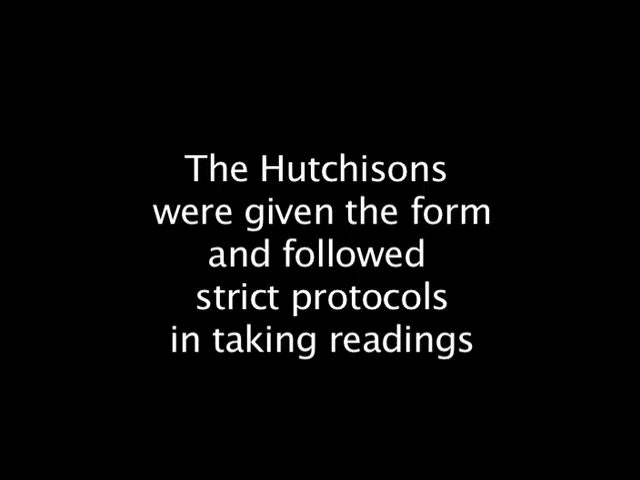 The Hutchisons
were given the form
and followed
strict protocols
in taking readings